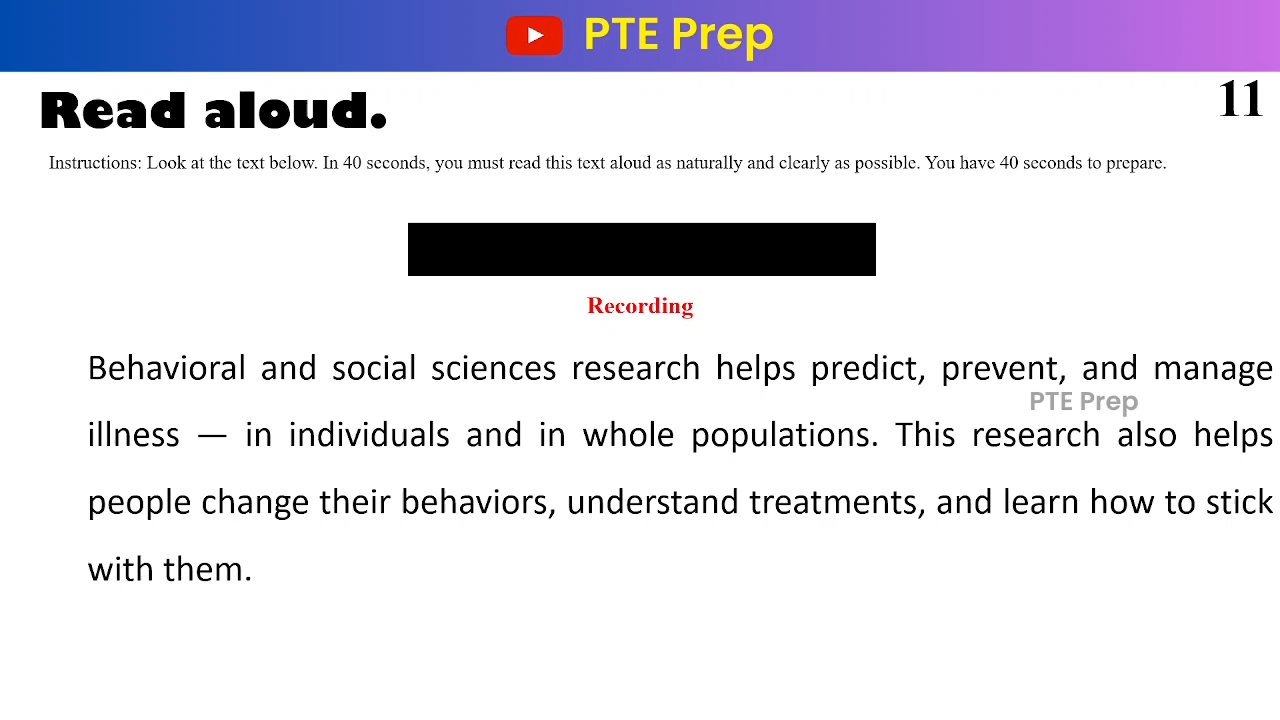 PTE Prep
Read aloud.
11
Instructions: Look at the text below. In 40 seconds, you must read this text aloud as naturally and clearly as possible. You have 40 seconds to prepare.
Recording
Behavioral and social sciences research helps predict, prevent, and manage
PTE Prep
illness — in individuals and in whole populations. This research also helps
people change their behaviors, understand treatments, and learn how to stick
with them.